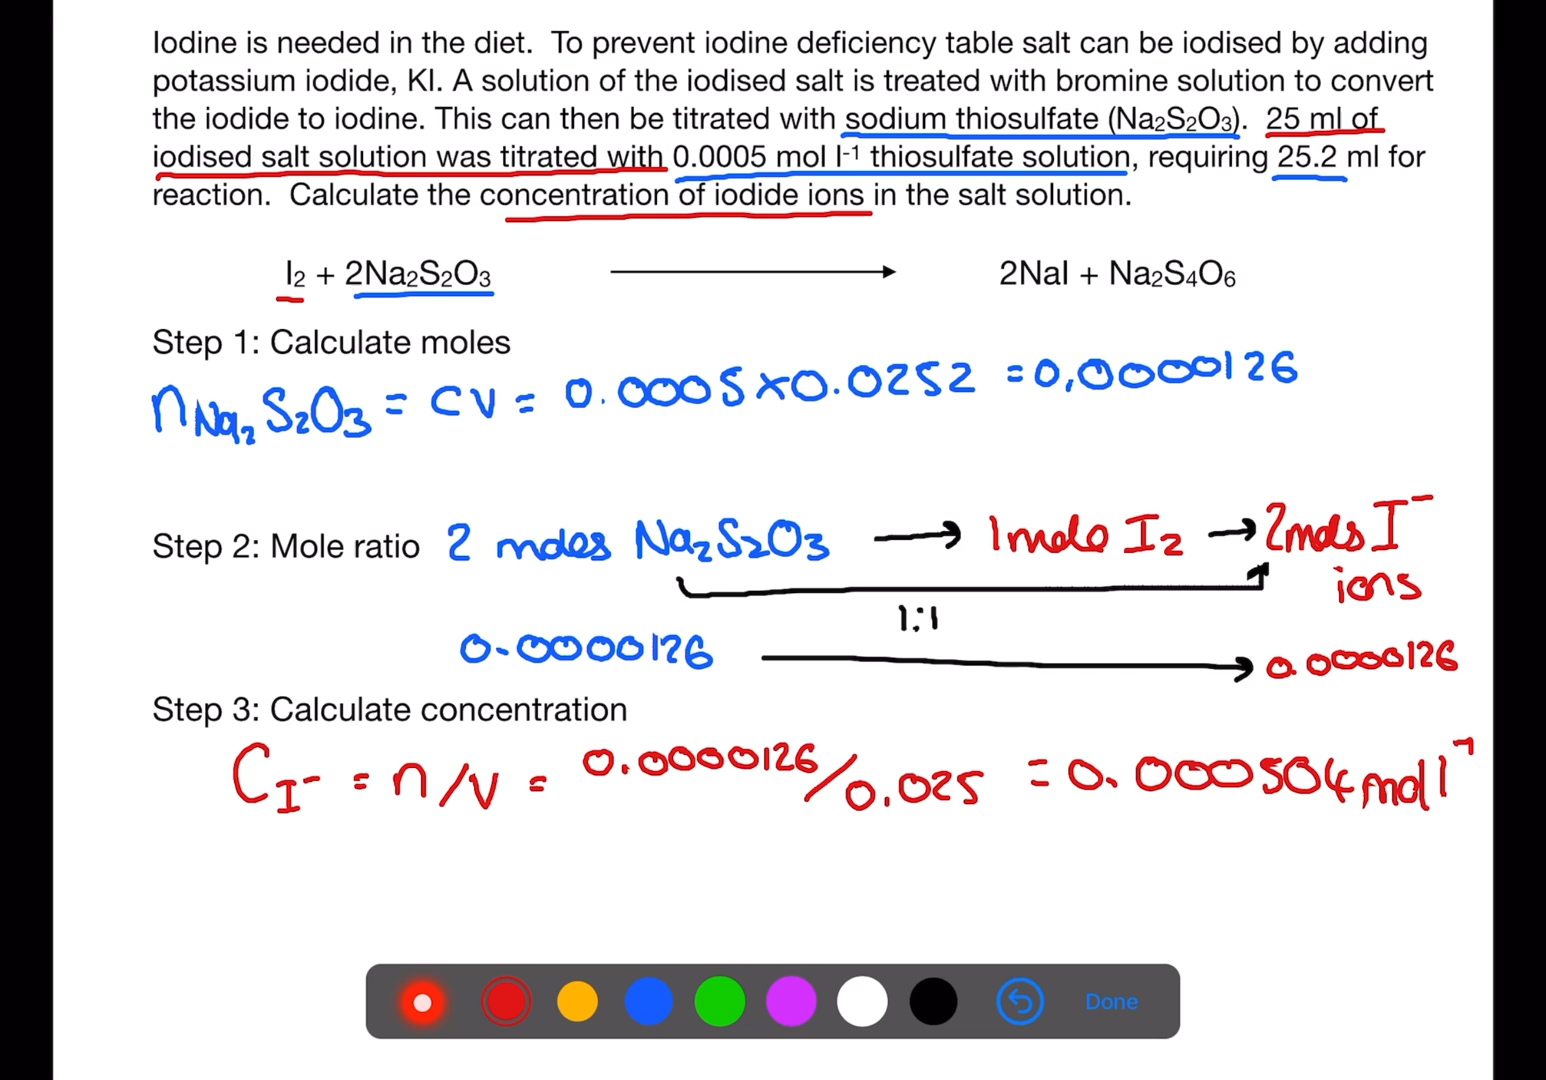 Iodine is needed in the diet. To prevent iodine deficiency table salt can be iodised by adding
potassium iodide, KI. A solution of the iodised salt is treated with bromine solution to convert
the iodide to iodine. This can then be titrated with sodium thiosulfate (Na2S2O3). 25 ml of
iodised salt solution was titrated with 0.0005 mol l-1 thiosulfate solution, requiring 25.2 ml for
reaction. Calculate the concentration of iodide ions in the salt solution.
I2 + 2Na2S2O3 → 2NaI + Na2S4O6
Step 1: Calculate moles
nNa2S2O3 = CV = 0.0005 x 0.0252 = 0.0000126
Step 2: Mole ratio 2 moles Na2S2O3 → 1 mole I2 → 2 mols I-
ions
1:1
0.0000126 → 0.0000126
Step 3: Calculate concentration
CI- = n/V = 0.0000126/0.025 = 0.000504 mol l-1
Done